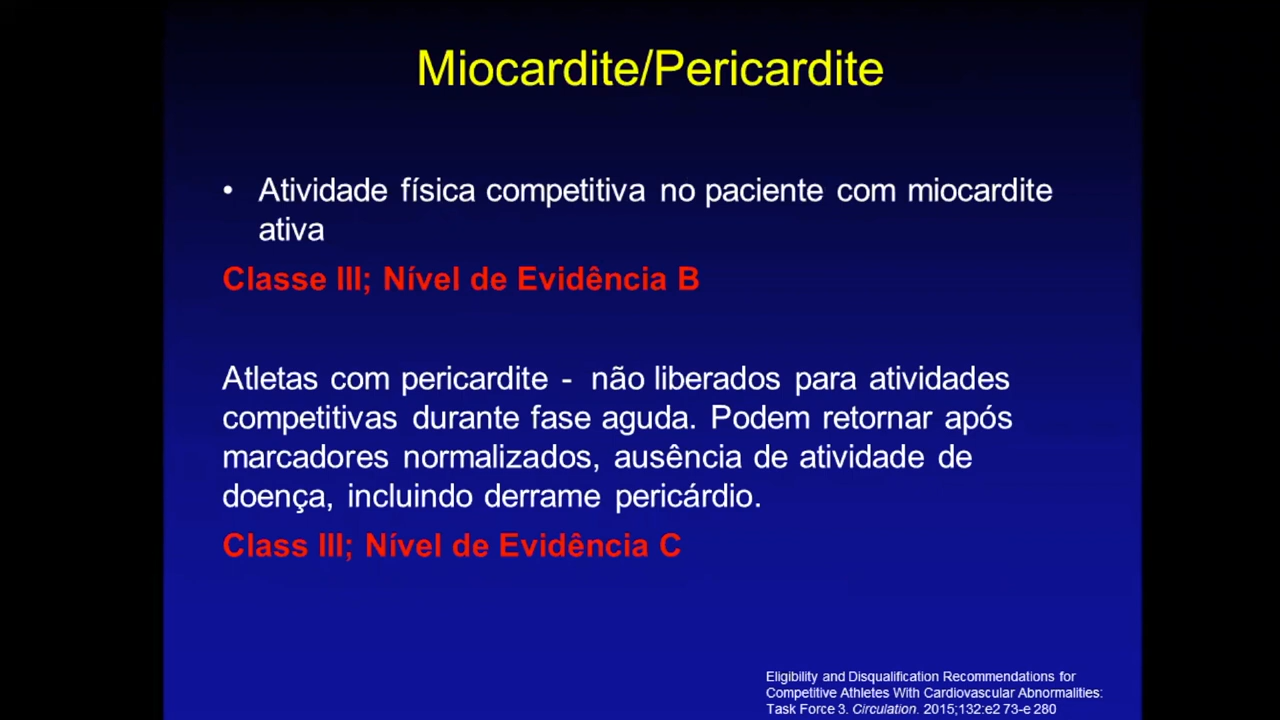 Miocardite/Pericardite
• Atividade física competitiva no paciente com miocardite
ativa
Classe III; Nível de Evidência B
Atletas com pericardite - não liberados para atividades
competitivas durante fase aguda. Podem retornar após
marcadores normalizados, ausência de atividade de
doença, incluindo derrame pericárdio.
Class III; Nível de Evidência C
Eligibility and Disqualification Recommendations for
Competitive Athletes With Cardiovascular Abnormalities:
Task Force 3. Circulation. 2015;132:e2 73-e 280